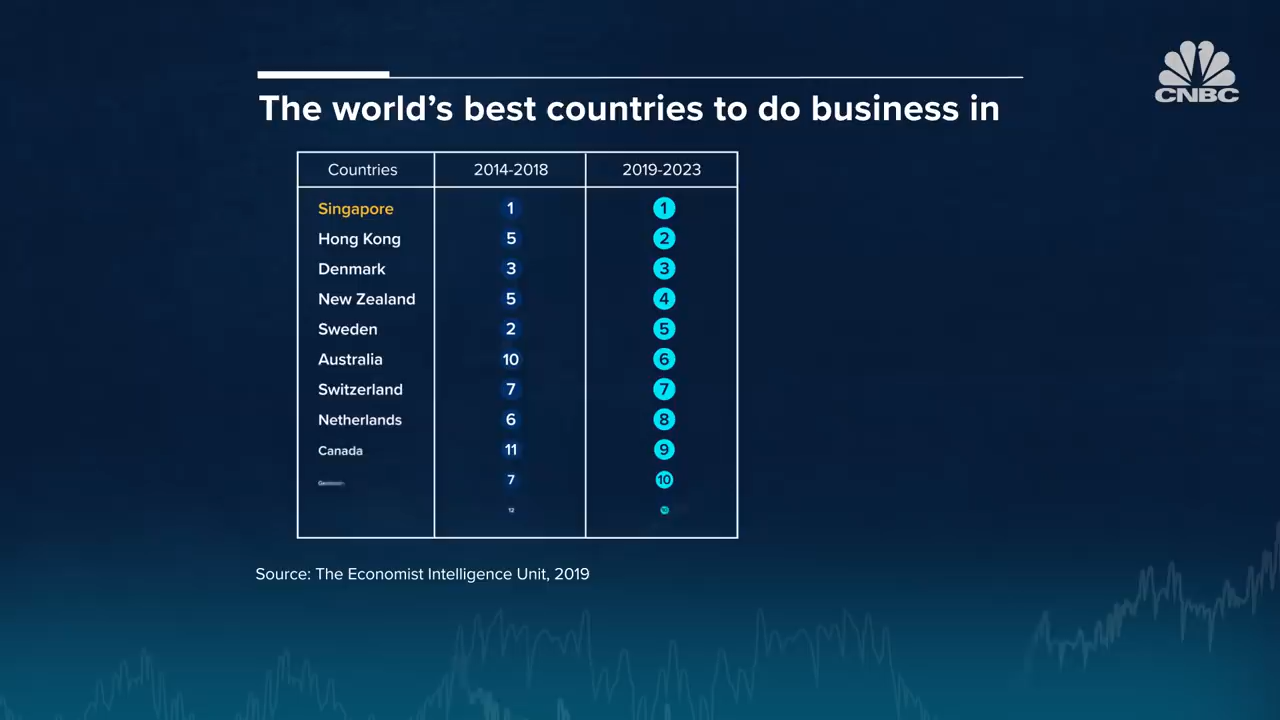 CNBC
The world's best countries to do business in
Countries 2014-2018 2019-2023
Singapore 1 1
Hong Kong 5 2
Denmark 3 3
New Zealand 5 4
Sweden 2 5
Australia 10 6
Switzerland 7 7
Netherlands 6 8
Canada 11 9
7 10
12
Source: The Economist Intelligence Unit, 2019